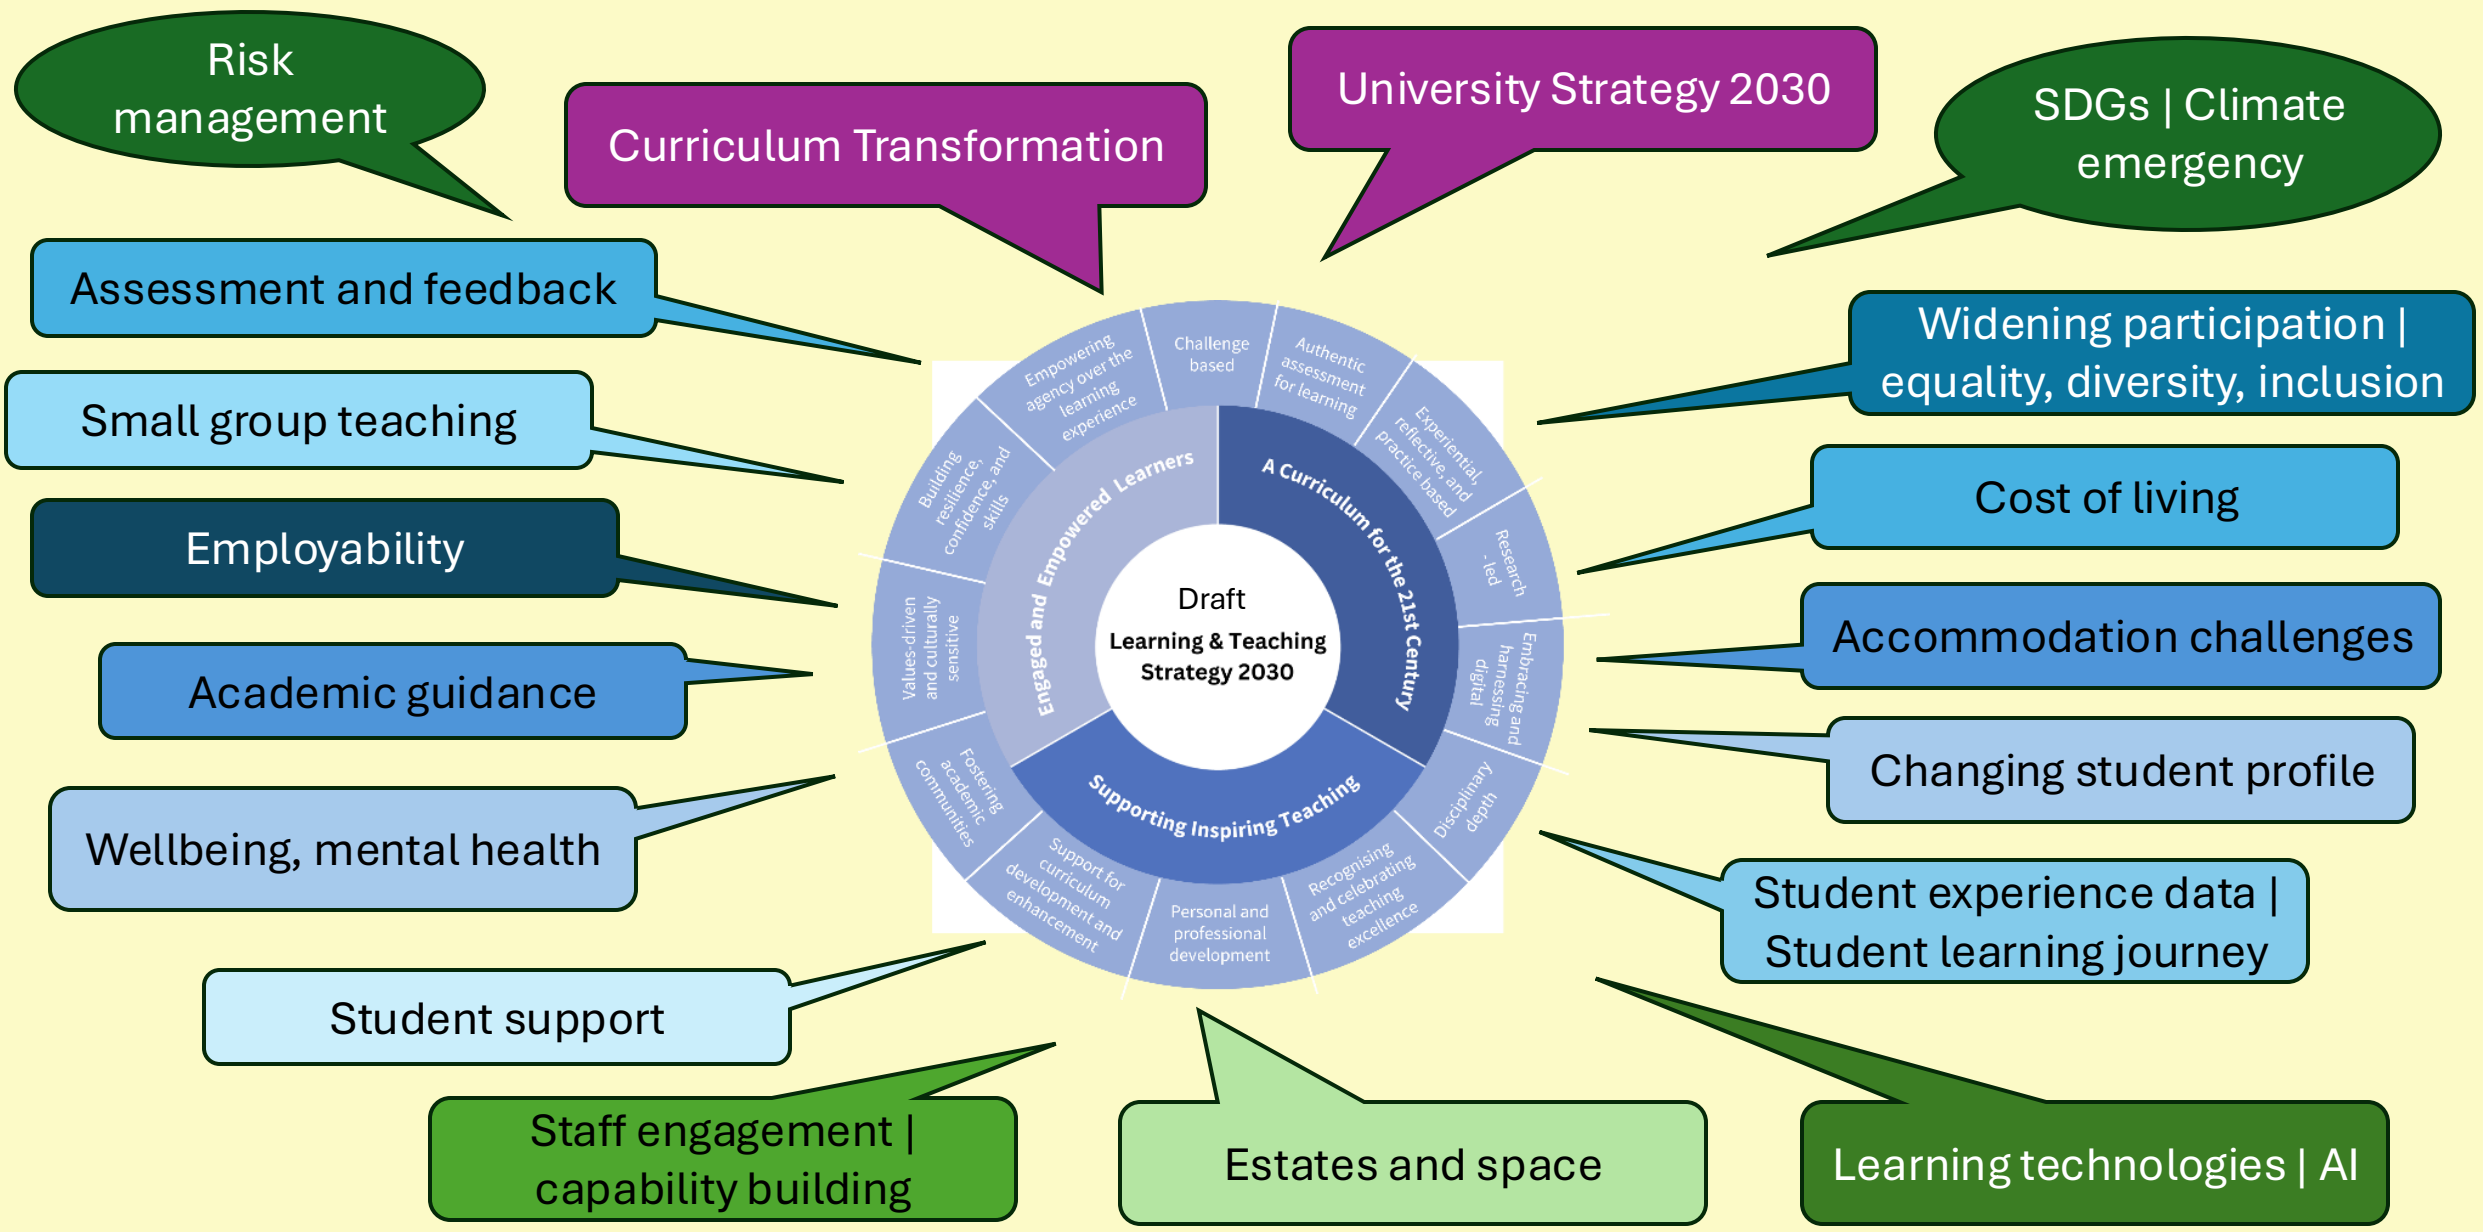 Risk
management
Curriculum Transformation
University Strategy 2030
SDGs | Climate
emergency
Assessment and feedback
Small group teaching
Employability
Academic guidance
Wellbeing, mental health
Student support
Staff engagement |
capability building
Estates and space
Learning technologies | AI
Widening participation |
equality, diversity, inclusion
Cost of living
Accommodation challenges
Changing student profile
Student experience data |
Student learning journey
Draft
Learning & Teaching
Strategy 2030
Engaged and Empowered Learners
A Curriculum for the 21st Century
Supporting Inspiring Teaching
Challenge
based
Authentic
assessment
for learning
Experiential,
reflective, and
practice based
Research
- led
Embracing and
harnessing
digital
Disciplinary
depth
Recognising
and celebrating
teaching
excellence
Personal and
professional
development
Support for
curriculum
development and
enhancement
Fostering
academic
communities
Values-driven
and culturally
sensitive
Building
resilience,
confidence, and
skills
Empowering
agency over the
learning
experience